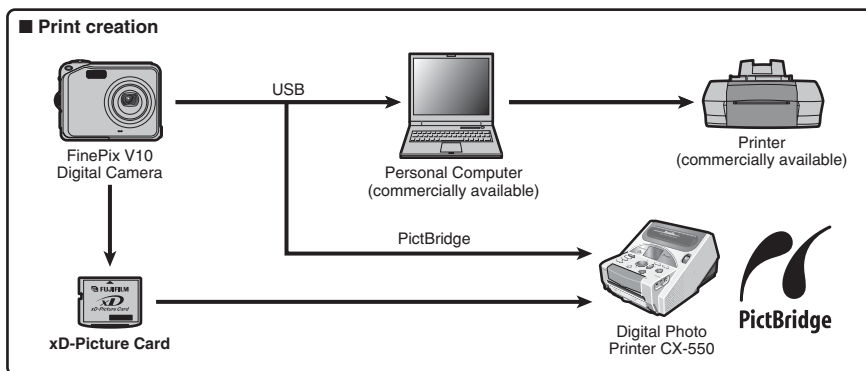 ■ Print creation
USB
FinePix V10
Digital Camera
Personal Computer
(commercially available)
Printer
(commercially available)
PictBridge
FUJIFILM
xD
xD-Picture Card
xD-Picture Card
Digital Photo
Printer CX-550
PictBridge